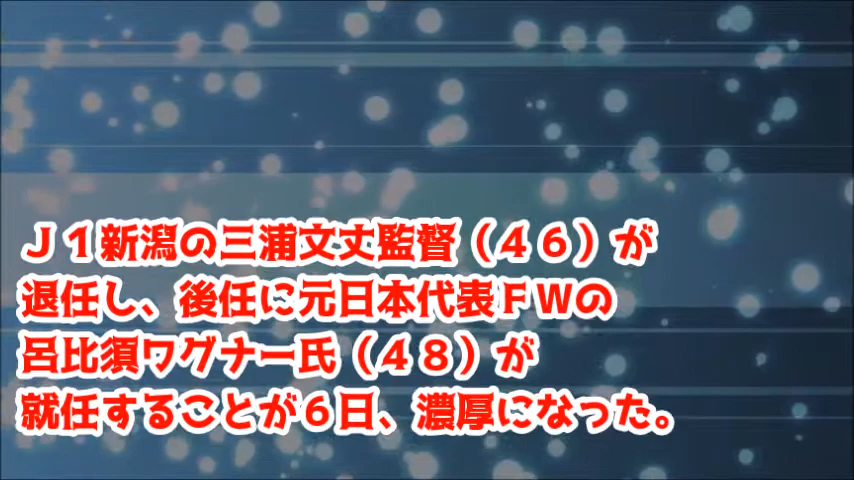 Ｊ１新潟の三浦文丈監督（４６）が
退任し、後任に元日本代表ＦＷの
呂比須ワグナー氏（４８）が
就任することが６日、濃厚になった。